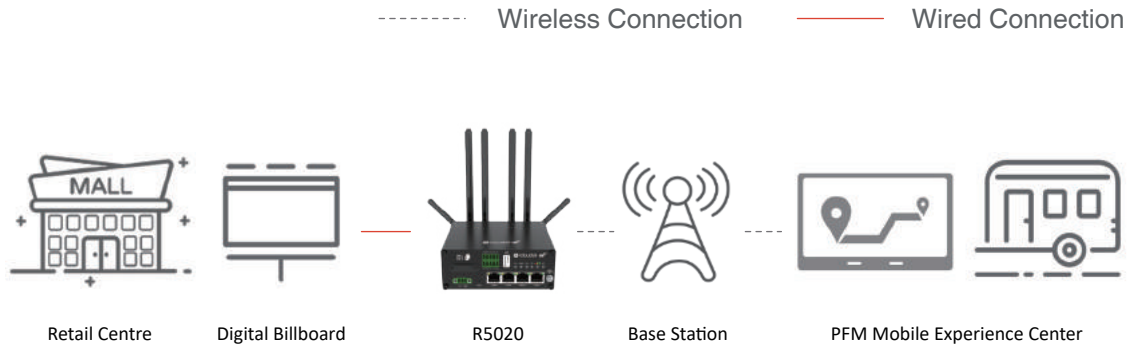 Wireless Connection
Wired Connection
MALL
Retail Centre
Digital Billboard
R5020
Base Station
PFM Mobile Experience Center